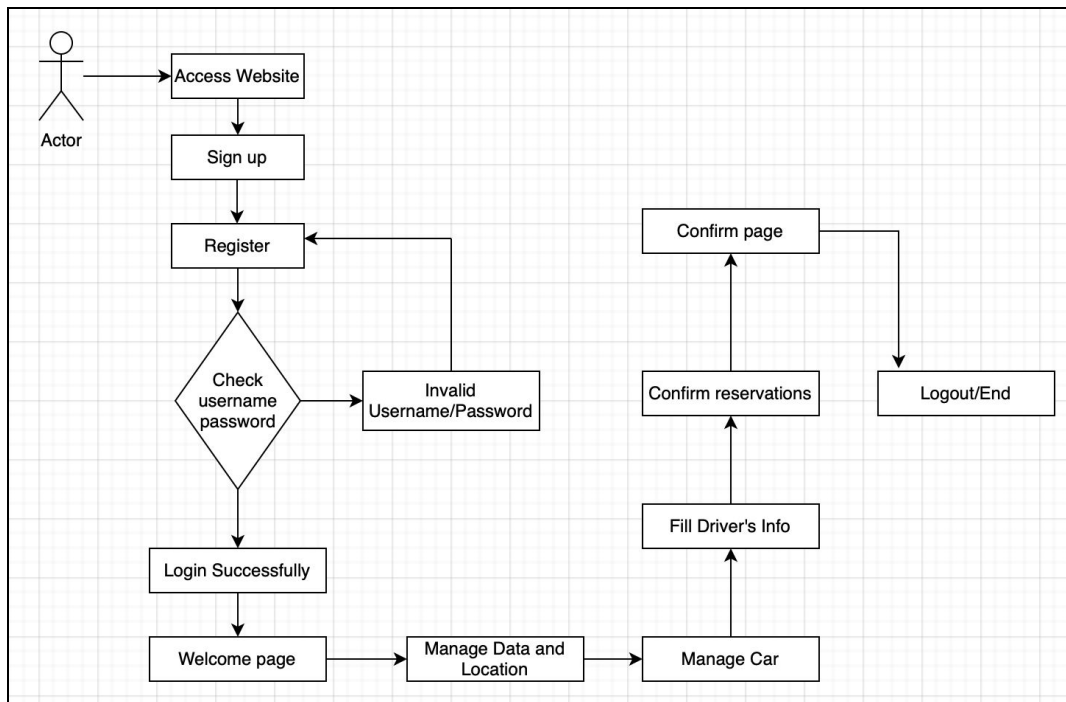 Actor
Access Website
Sign up
Register
Check
username
password
Invalid
Username/Password
Login Successfully
Welcome page
Manage Data and
Location
Manage Car
Fill Driver's Info
Confirm reservations
Confirm page
Logout/End